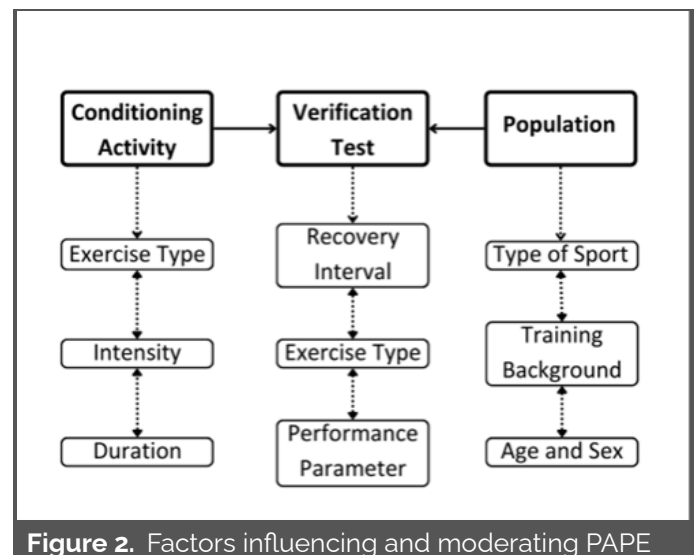 Conditioning
Activity
Verification
Test
Population
Exercise Type
Intensity
Duration
Recovery
Interval
Exercise Type
Performance
Parameter
Type of Sport
Training
Background
Age and Sex
Figure 2. Factors influencing and moderating PAPE